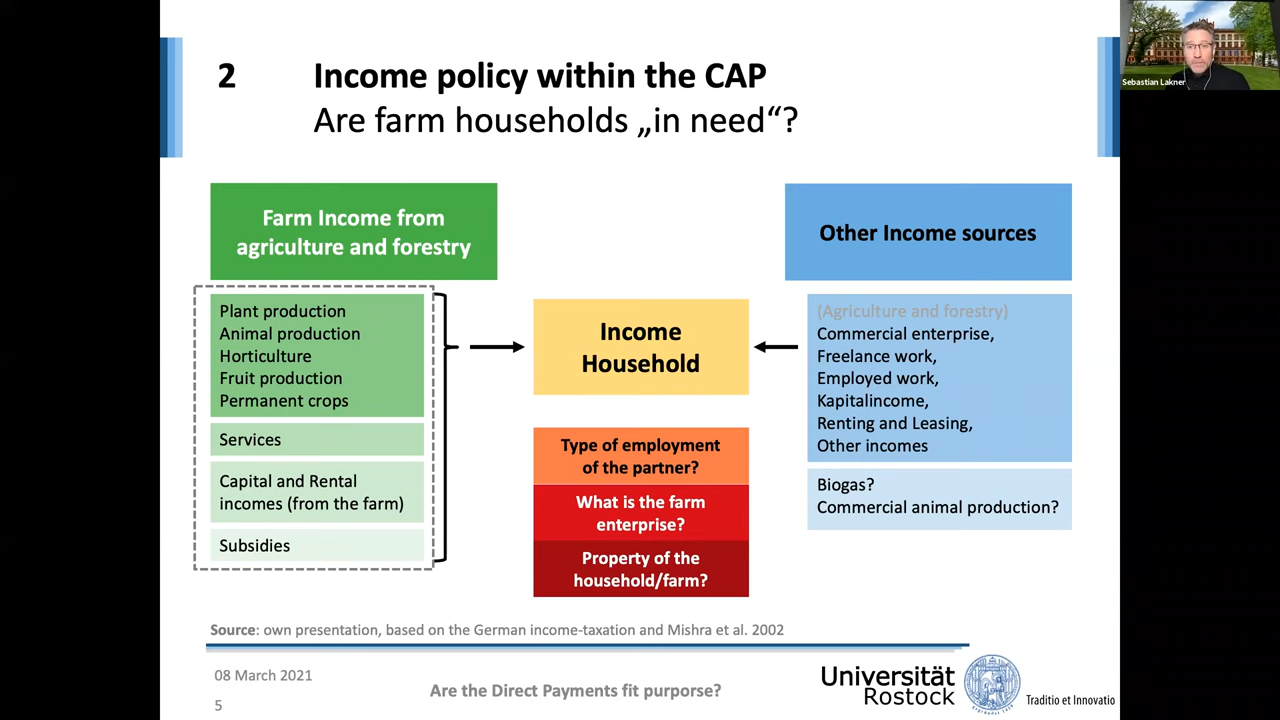 2
Income policy within the CAP
Are farm households „in need“?
Farm Income from
agriculture and forestry
Plant production
Animal production
Horticulture
Fruit production
Permanent crops
Services
Capital and Rental
incomes (from the farm)
Subsidies
Income
Household
Type of employment
of the partner?
What is the farm
enterprise?
Property of the
household/farm?
Other Income sources
(Agriculture and forestry)
Commercial enterprise,
Freelance work,
Employed work,
Kapitalincome,
Renting and Leasing,
Other incomes
Biogas?
Commercial animal production?
Source: own presentation, based on the German income-taxation and Mishra et al. 2002
08 March 2021
5
Are the Direct Payments fit purporse?
Universität
Rostock
Traditio et Innovatio
Sebastian Lakner